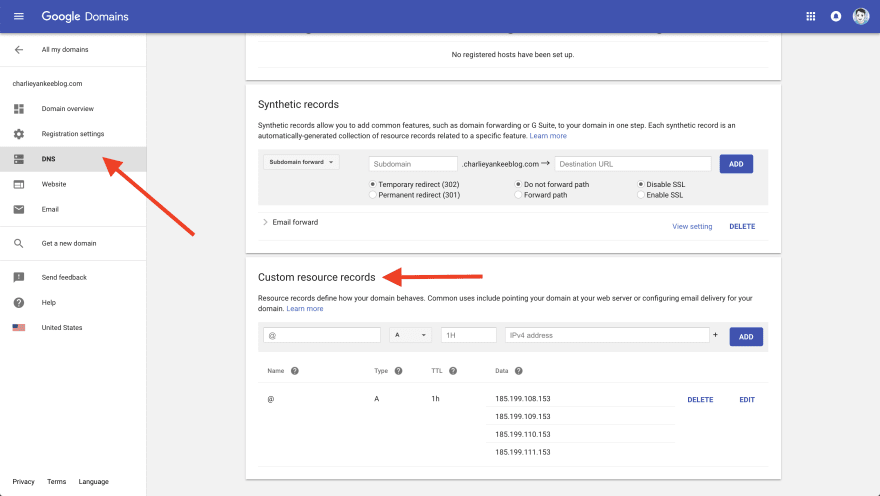 Google Domains
All my domains
charlieyankeeblog.com
Domain overview
Registration settings
DNS
Website
Email
Get a new domain
Send feedback
Help
United States
Privacy Terms Language
No registered hosts have been set up.
Synthetic records
Synthetic records allow you to add common features, such as domain forwarding or G Suite, to your domain in one step. Each synthetic record is an
automatically-generated collection of resource records related to a specific feature. Learn more
Subdomain forward Subdomain .charlieyankeeblog.com → Destination URL ADD
Temporary redirect (302) Do not forward path Disable SSL
Permanent redirect (301) Forward path Enable SSL
Email forward
View setting DELETE
Custom resource records
Resource records define how your domain behaves. Common uses include pointing your domain at your web server or configuring email delivery for your
domain. Learn more
@ A 1H IPv4 address + ADD
Name ? Type ? TTL ? Data ?
@ A 1h 185.199.108.153 DELETE EDIT
185.199.109.153
185.199.110.153
185.199.111.153